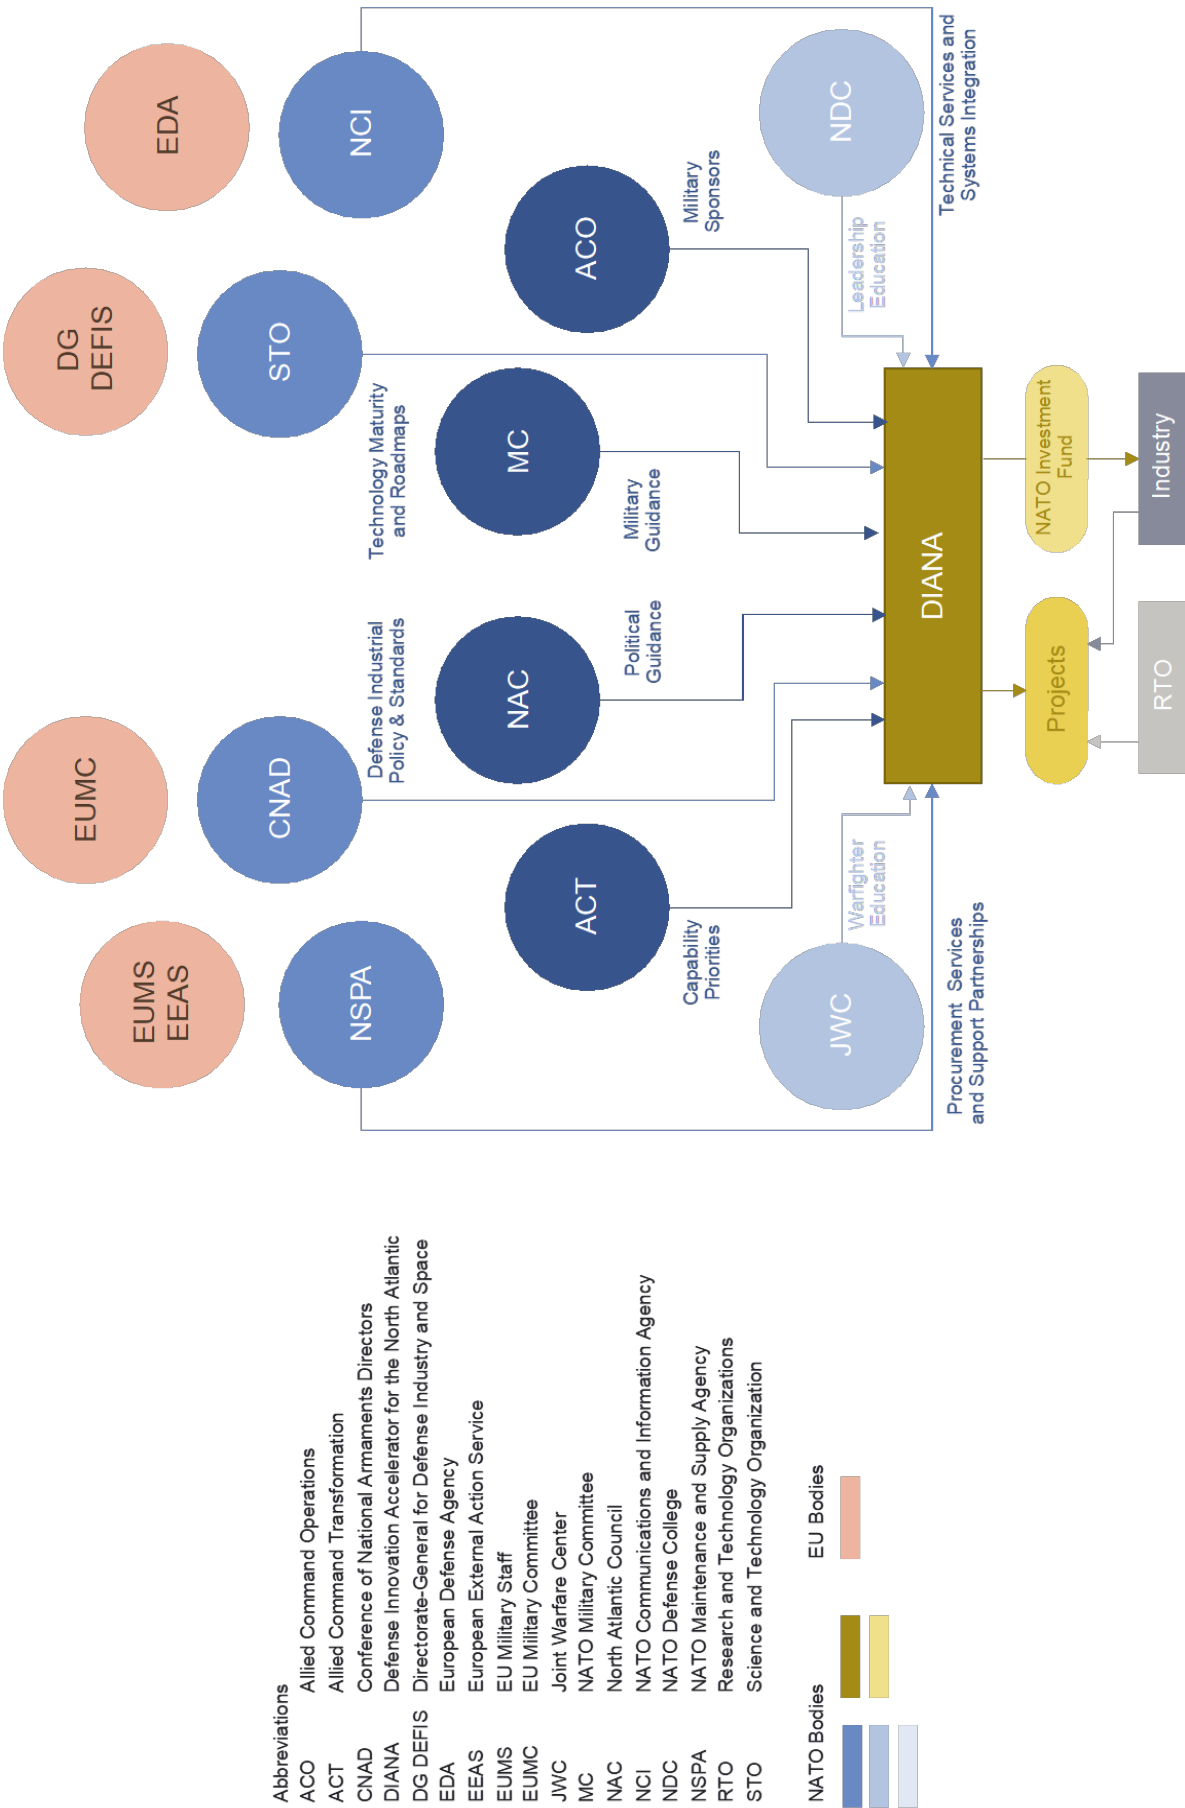 EUMS
EEAS
EUMC
DG
DEFIS
EDA
NSPA
CNAD
STO
NCI
Defense Industrial
Policy & Standards
Technology Maturity
and Roadmaps
NAC
MC
ACT
ACO
Political
Guidance
Military
Guidance
Capability
Priorities
Military
Sponsors
JWC
NDC
Warfighter
Education
Leadership
Education
DIANA
Procurement Services
and Support Partnerships
Technical Services and
Systems Integration
Projects
NATO Investment
Fund
RTO
Industry
Abbreviations
ACO Allied Command Operations
ACT Allied Command Transformation
CNAD Conference of National Armaments Directors
DIANA Defense Innovation Accelerator for the North Atlantic
DG DEFIS Directorate-General for Defense Industry and Space
EDA European Defense Agency
EEAS European External Action Service
EUMS EU Military Staff
EUMC EU Military Committee
JWC Joint Warfare Center
MC NATO Military Committee
NAC North Atlantic Council
NCI NATO Communications and Information Agency
NDC NATO Defense College
NSPA NATO Maintenance and Supply Agency
RTO Research and Technology Organizations
STO Science and Technology Organization
NATO Bodies
EU Bodies